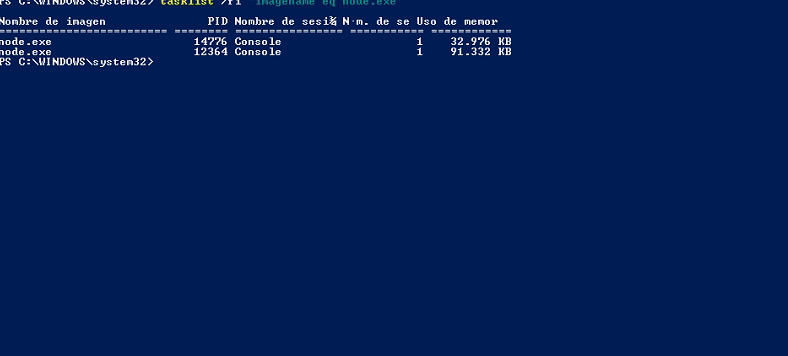 PS C:\WINDOWS\system32> tasklist /fi "imagename eq node.exe"
Nombre de imagen PID Nombre de sesi¾ N·m. de se Uso de memor
========================= ======== ================ =========== ============
node.exe 14776 Console 1 32.976 KB
node.exe 12364 Console 1 91.332 KB
PS C:\WINDOWS\system32>